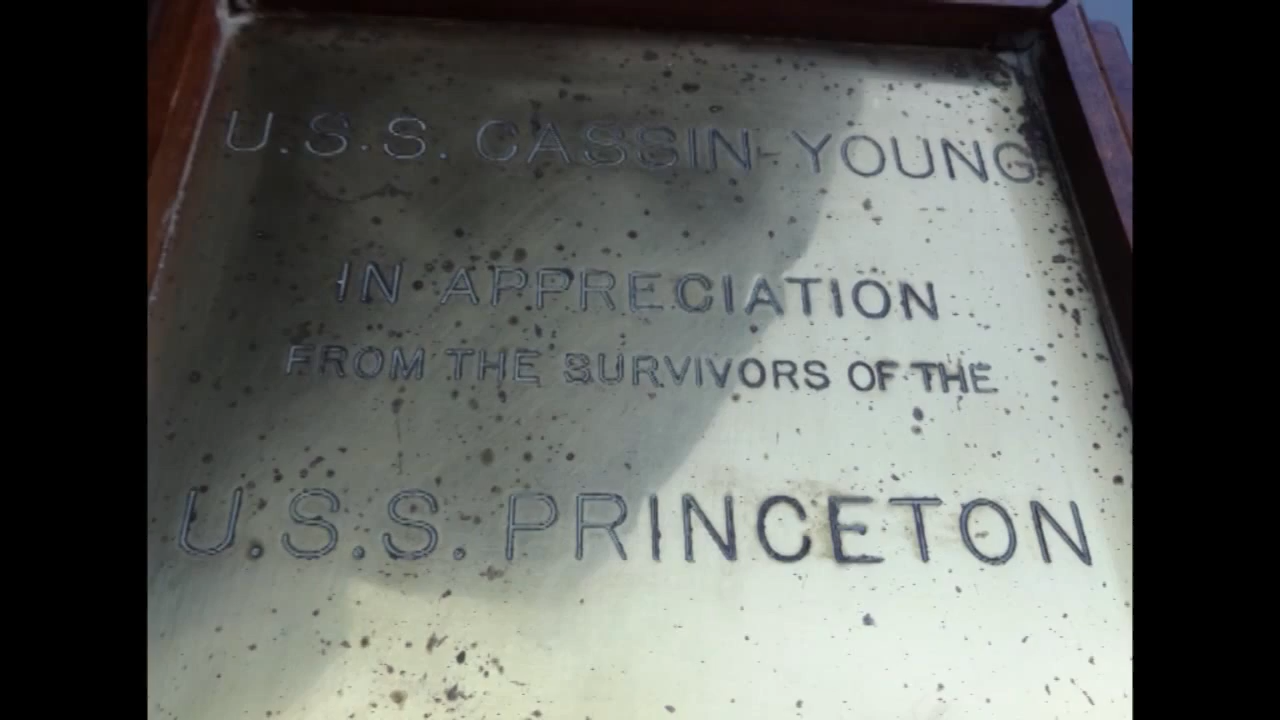 U.S.S. CASSIN YOUNG
IN APPRECIATION
FROM THE SURVIVORS OF THE
U.S.S. PRINCETON